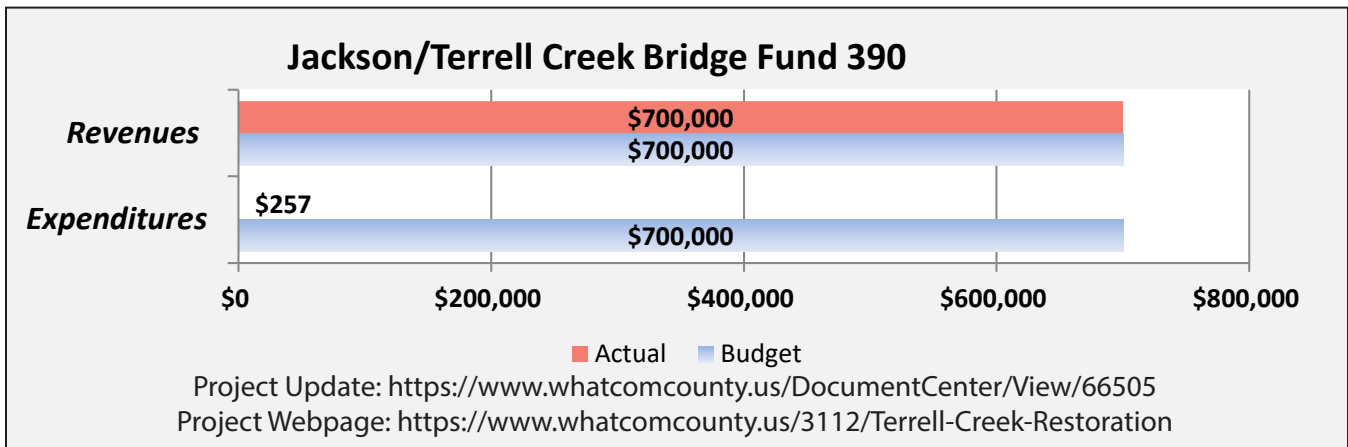 Jackson/Terrell Creek Bridge Fund 390
Revenues
$700,000
$700,000
Expenditures
$257
$700,000
$0 $200,000 $400,000 $600,000 $800,000
Actual Budget
Project Update: https://www.whatcomcounty.us/DocumentCenter/View/66505
Project Webpage: https://www.whatcomcounty.us/3112/Terrell-Creek-Restoration